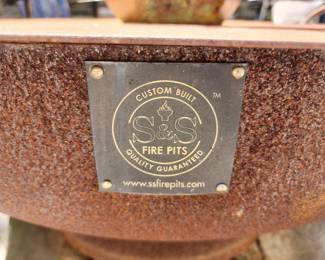 CUSTOM BUILT
TM
S&S
FIRE PITS
QUALITY GUARANTEED
www.ssfirepits.com